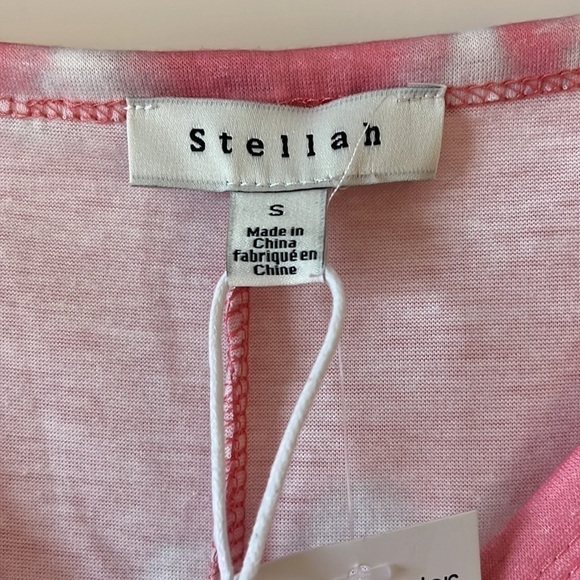 Stellah
S
Made in
China
fabriqué en
Chine